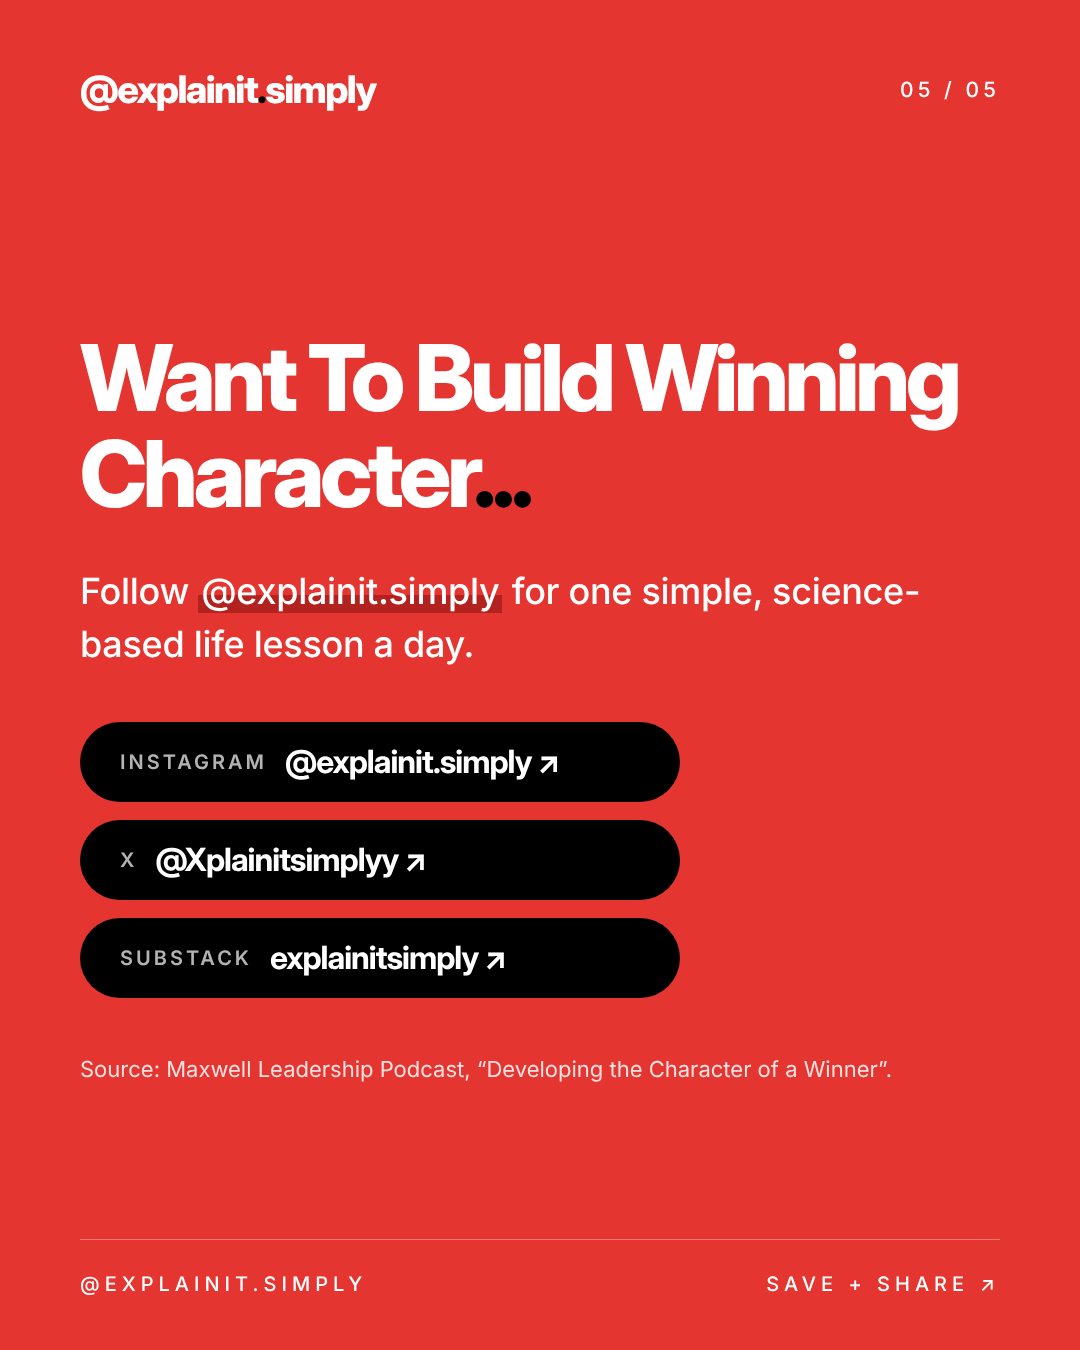 @explainit.simply
05 / 05
Want To Build Winning
Character...
Follow @explainit.simply for one simple, science-
based life lesson a day.
INSTAGRAM @explainit.simply ↗
X @Xplainitsimplyy ↗
SUBSTACK explainitsimply ↗
Source: Maxwell Leadership Podcast, “Developing the Character of a Winner”.
@EXPLAINIT.SIMPLY
SAVE + SHARE ↗